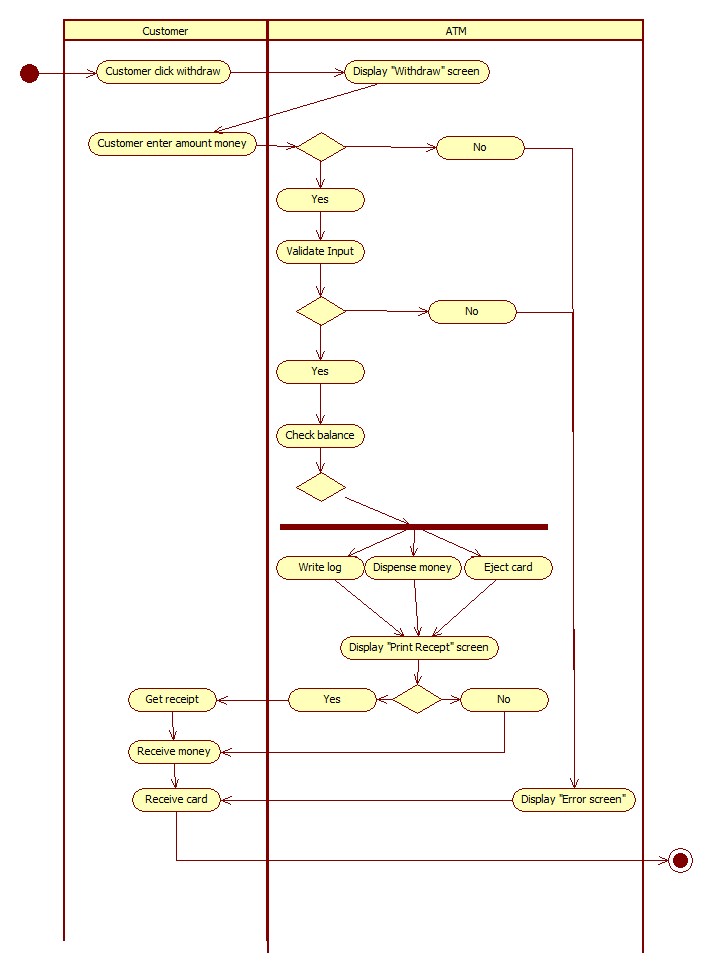 Customer
ATM
Customer click withdraw
Display "Withdraw" screen
Customer enter amount money
No
Yes
Validate Input
No
Yes
Check balance
Write log
Dispense money
Eject card
Display "Print Recept" screen
Get receipt
Yes
No
Receive money
Receive card
Display "Error screen"